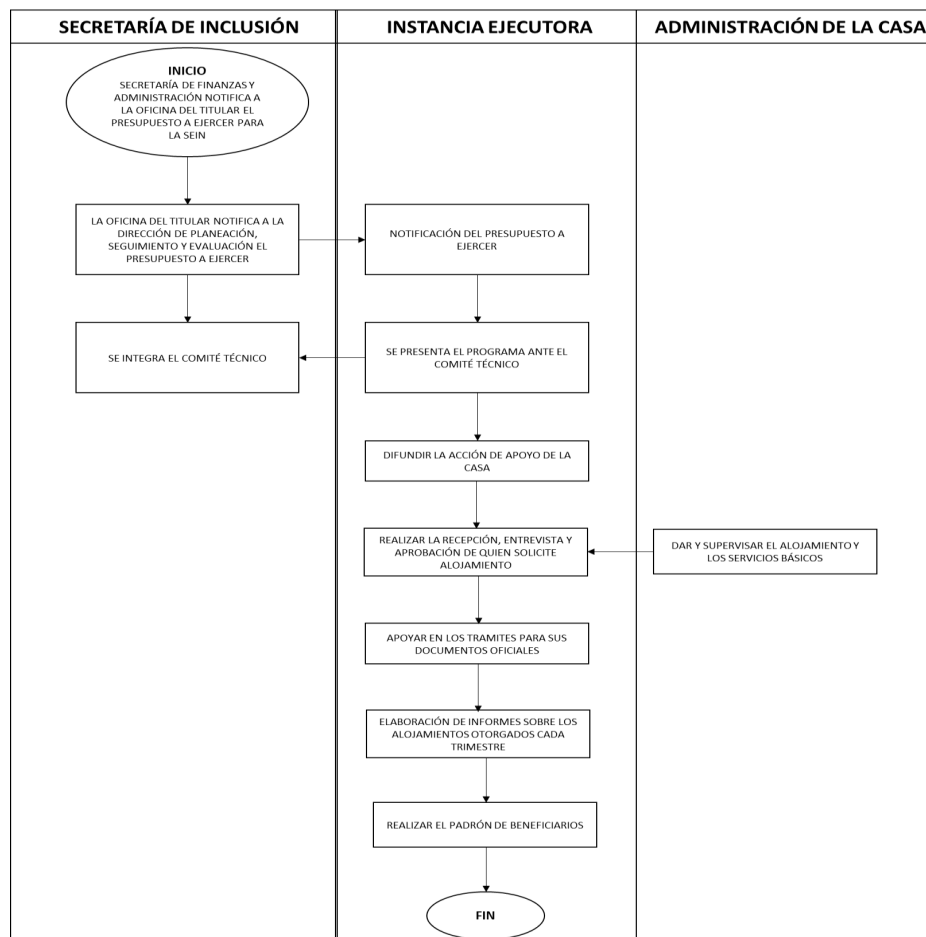 SECRETARÍA DE INCLUSIÓN
INSTANCIA EJECUTORA
ADMINISTRACIÓN DE LA CASA
INICIO
SECRETARÍA DE FINANZAS Y
ADMINISTRACIÓN NOTIFICA A
LA OFICINA DEL TITULAR EL
PRESUPUESTO A EJERCER PARA
LA SEIN
LA OFICINA DEL TITULAR NOTIFICA A LA
DIRECCIÓN DE PLANEACIÓN,
SEGUIMIENTO Y EVALUACIÓN EL
PRESUPUESTO A EJERCER
NOTIFICACIÓN DEL PRESUPUESTO A
EJERCER
SE INTEGRA EL COMITÉ TÉCNICO
SE PRESENTA EL PROGRAMA ANTE EL
COMITÉ TÉCNICO
DIFUNDIR LA ACCIÓN DE APOYO DE LA
CASA
REALIZAR LA RECEPCIÓN, ENTREVISTA Y
APROBACIÓN DE QUIEN SOLICITE
ALOJAMIENTO
DAR Y SUPERVISAR EL ALOJAMIENTO Y
LOS SERVICIOS BÁSICOS
APOYAR EN LOS TRAMITES PARA SUS
DOCUMENTOS OFICIALES
ELABORACIÓN DE INFORMES SOBRE LOS
ALOJAMIENTOS OTORGADOS CADA
TRIMESTRE
REALIZAR EL PADRÓN DE BENEFICIARIOS
FIN